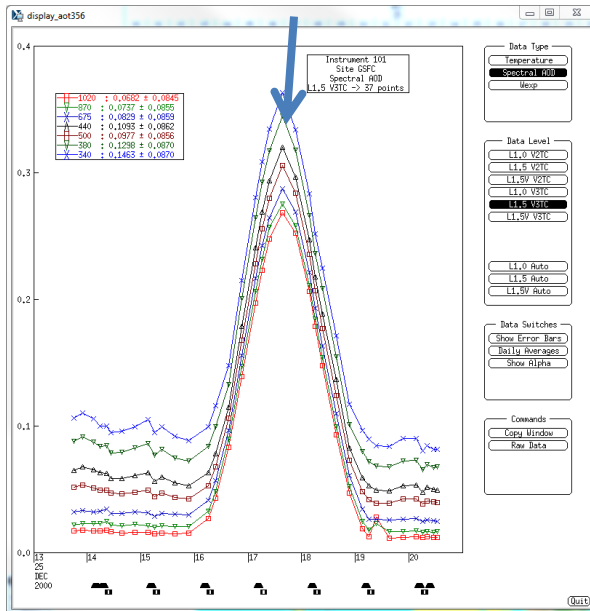 display_aot356
Instrument 101
Site GSFC
Spectral AOD
L1.5 V3TC -> 37 points
1020 : 0.0682 ± 0.0845
870 : 0.0737 ± 0.0855
675 : 0.0829 ± 0.0859
440 : 0.1093 ± 0.0862
500 : 0.0977 ± 0.0856
380 : 0.1298 ± 0.0870
340 : 0.1463 ± 0.0870
0,4
0,3
0,2
0,1
0,0
13 14 15 16 17 18 19 20
25
DEC
2000
Data Type
Temperature
Spectral AOD
Wexp
Data Level
L1.0 V2TC
L1.5 V2TC
L1.5V V2TC
L1.0 V3TC
L1.5 V3TC
L1.5V V3TC
L1.0 Auto
L1.5 Auto
L1.5V Auto
Data Switches
Show Error Bars
Daily Averages
Show Alpha
Commands
Copy Window
Raw Data
Quit